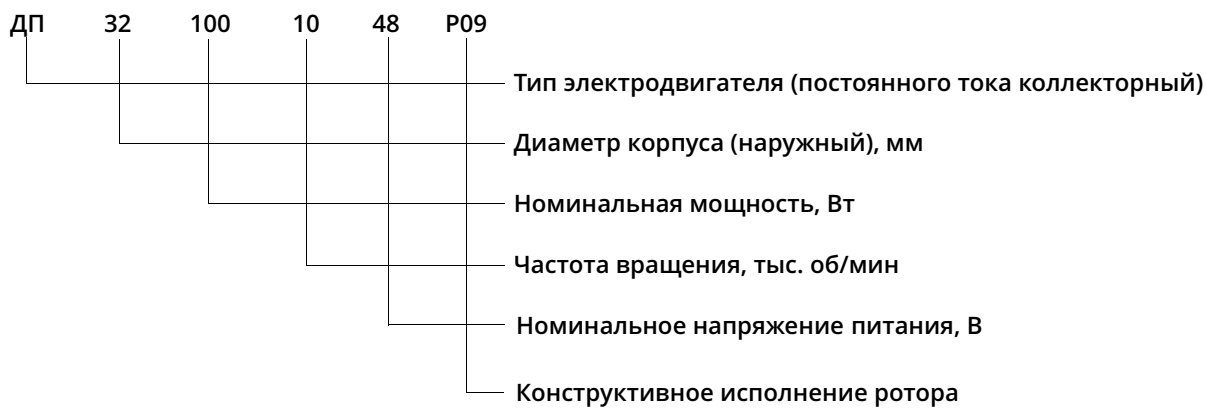 ДП 32 100 10 48 Р09
Тип электродвигателя (постоянного тока коллекторный)
Диаметр корпуса (наружный), мм
Номинальная мощность, Вт
Частота вращения, тыс. об/мин
Номинальное напряжение питания, В
Конструктивное исполнение ротора